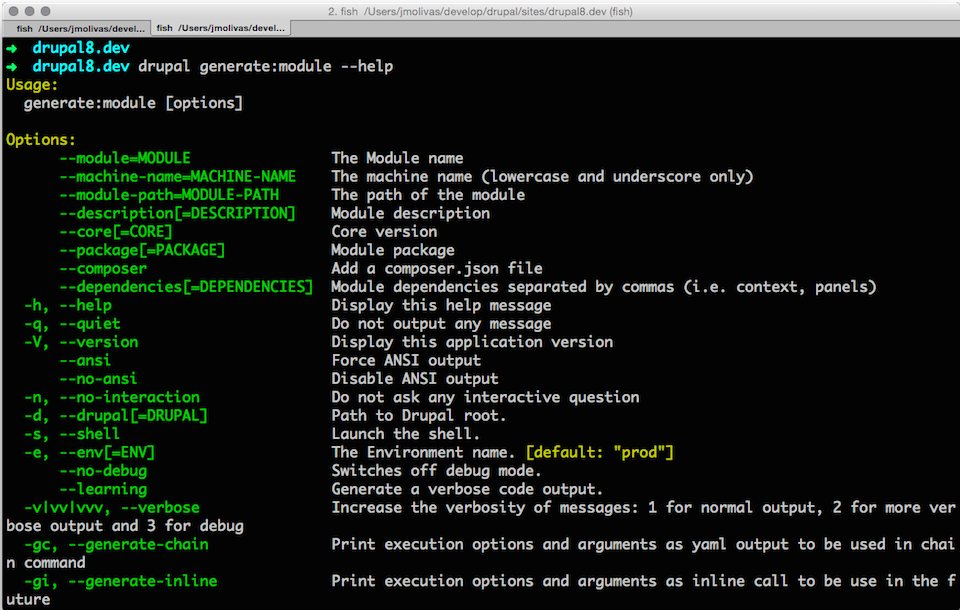 2. fish /Users/jmolivas/develop/drupal/sites/drupal8.dev (fish)
fish /Users/jmolivas/devel... fish /Users/jmolivas/devel...
➜ drupal8.dev
➜ drupal8.dev drupal generate:module --help
Usage:
generate:module [options]
Options:
--module=MODULE The Module name
--machine-name=MACHINE-NAME The machine name (lowercase and underscore only)
--module-path=MODULE-PATH The path of the module
--description[=DESCRIPTION] Module description
--core[=CORE] Core version
--package[=PACKAGE] Module package
--composer Add a composer.json file
--dependencies[=DEPENDENCIES] Module dependencies separated by commas (i.e. context, panels)
-h, --help Display this help message
-q, --quiet Do not output any message
-V, --version Display this application version
--ansi Force ANSI output
--no-ansi Disable ANSI output
-n, --no-interaction Do not ask any interactive question
-d, --drupal[=DRUPAL] Path to Drupal root.
-s, --shell Launch the shell.
-e, --env[=ENV] The Environment name. [default: "prod"]
--no-debug Switches off debug mode.
--learning Generate a verbose code output.
-v|vv|vvv, --verbose Increase the verbosity of messages: 1 for normal output, 2 for more ver
bose output and 3 for debug
-gc, --generate-chain Print execution options and arguments as yaml output to be used in chai
n command
-gi, --generate-inline Print execution options and arguments as inline call to be use in the f
uture